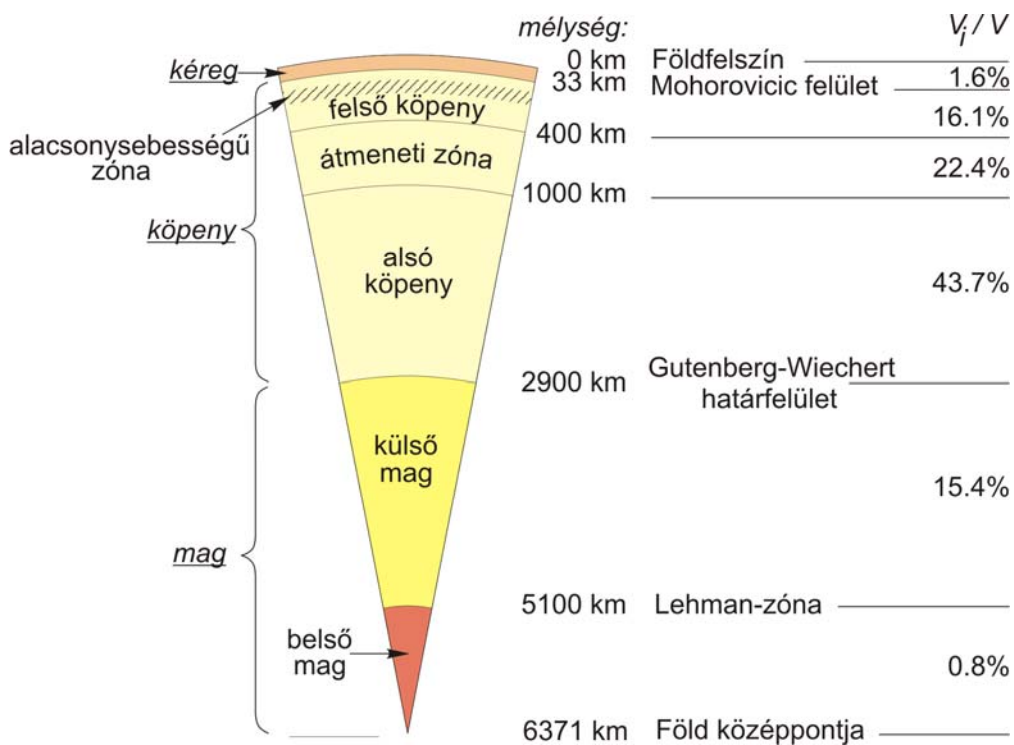 mélység:
V_i / V
0 km Földfelszín
kéreg
1.6%
33 km Mohorovicic felület
felső köpeny
16.1%
alacsonysebességű
zóna
400 km
átmeneti zóna
22.4%
1000 km
köpeny
alsó
köpeny
43.7%
2900 km Gutenberg-Wiechert
határfelület
külső
mag
15.4%
mag
5100 km Lehman-zóna
belső
mag
0.8%
6371 km Föld középpontja